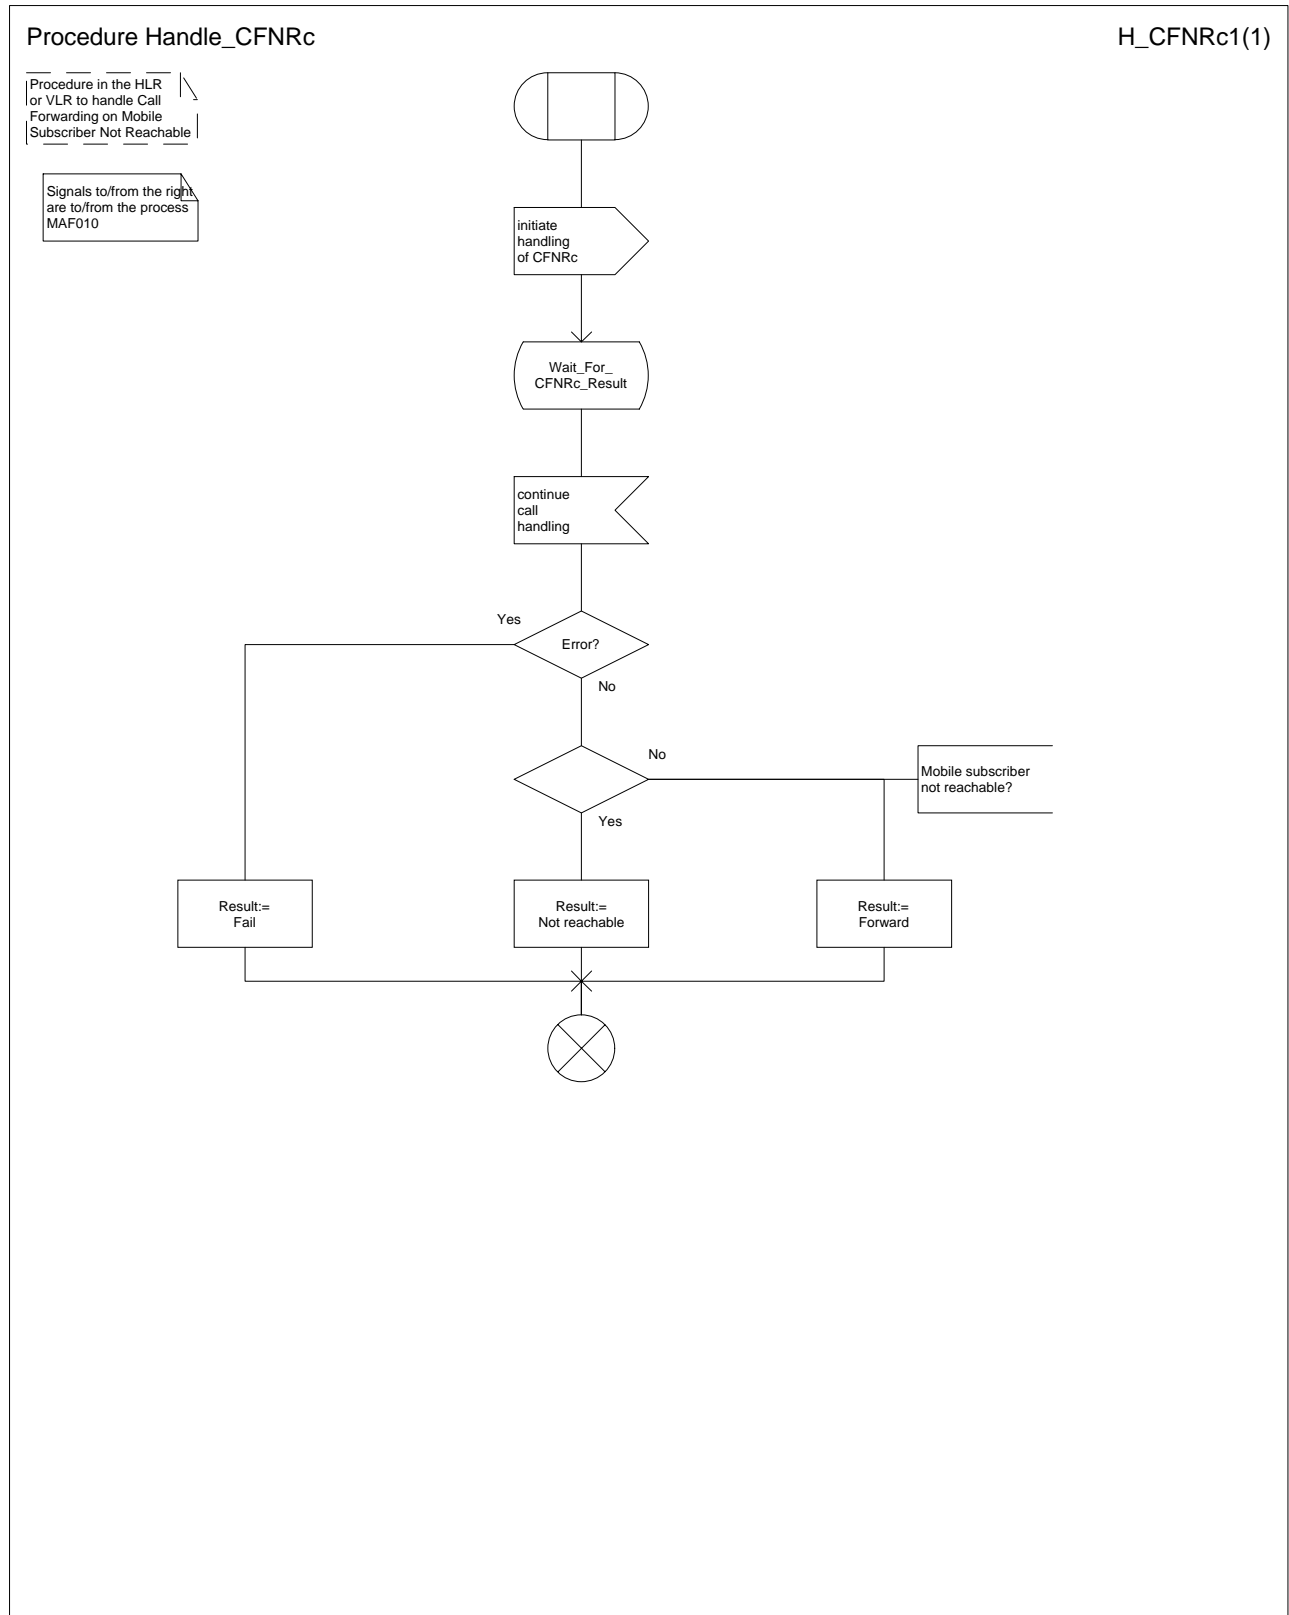 Procedure Handle_CFNRc
H_CFNRc1(1)
Procedure in the HLR
or VLR to handle Call
Forwarding on Mobile
Subscriber Not Reachable
Signals to/from the right
are to/from the process
MAF010
initiate
handling
of CFNRc
Wait_For_
CFNRc_Result
continue
call
handling
Yes
Error?
No
No
Mobile subscriber
not reachable?
Yes
Result:=
Fail
Result:=
Not reachable
Result:=
Forward